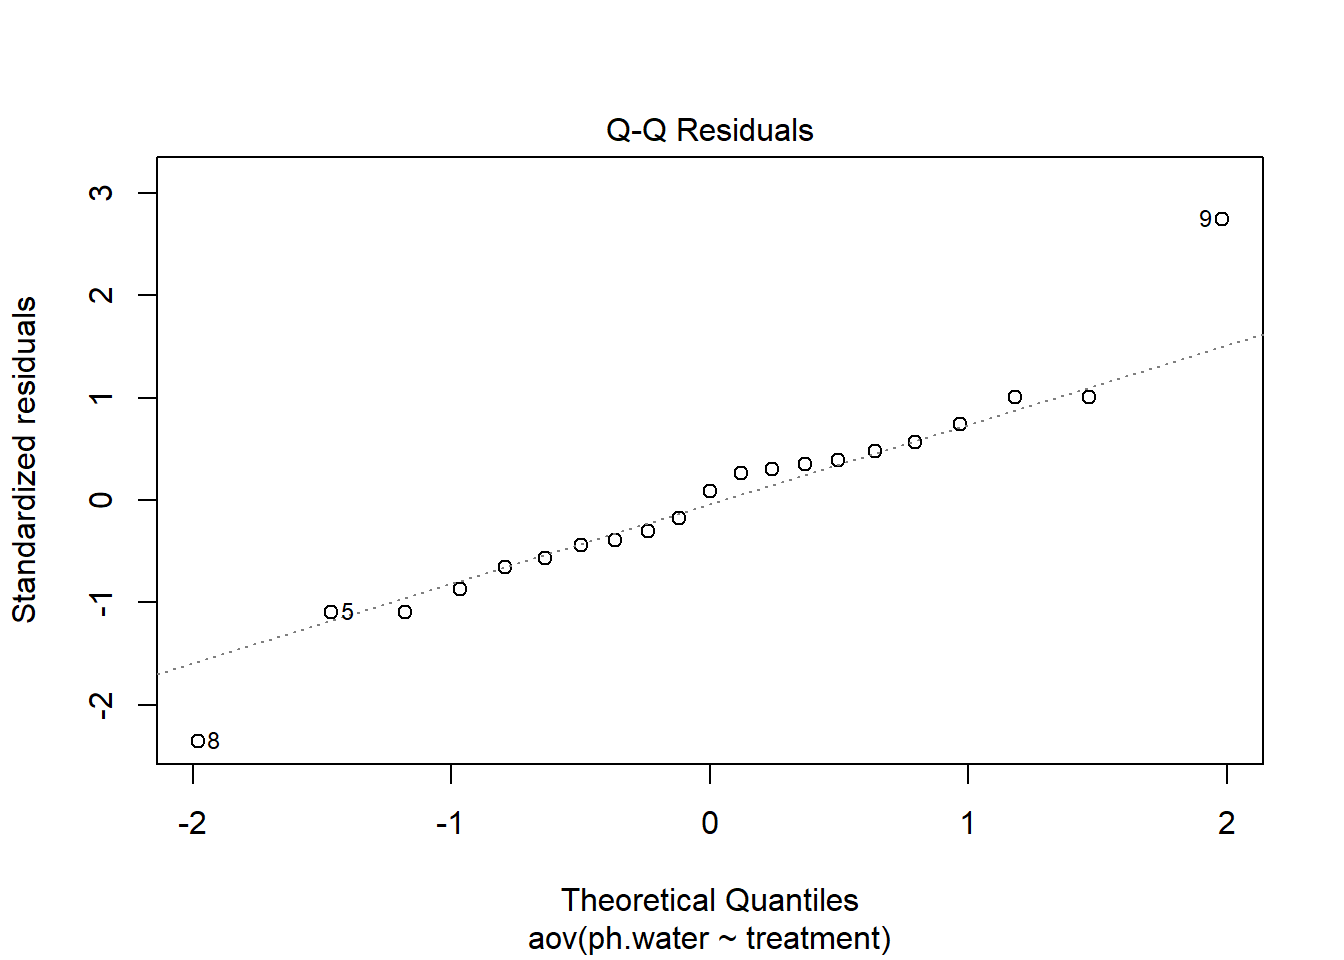 Q-Q Residuals
Standardized residuals
3
2
1
0
-1
-2
9
5
8
-2 -1 0 1 2
Theoretical Quantiles
aov(ph.water ~ treatment)